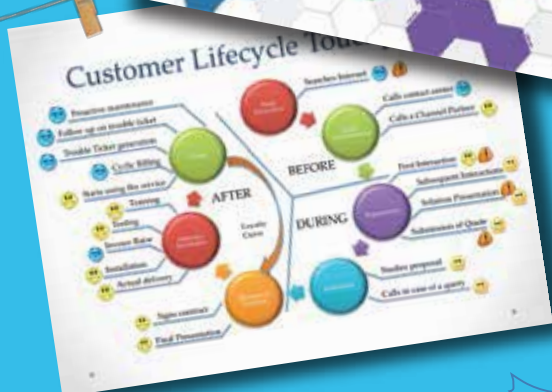 Customer Lifecycle
Searches Internet
Calls contact center
Calls a Channel Partner
BEFORE
First Interaction
Subsequent Interactions
Solution Presentation
Submission of Quote
DURING
Studies proposal
Calls in case of a query
Proactive maintenance
Follow up on trouble ticket
Trouble Ticket generation
Cyclic Billing
Starts using the service
AFTER
Training
Testing
Invoice Raise
Installation
Actual delivery
Loyalty
Signs contract
Final Presentation